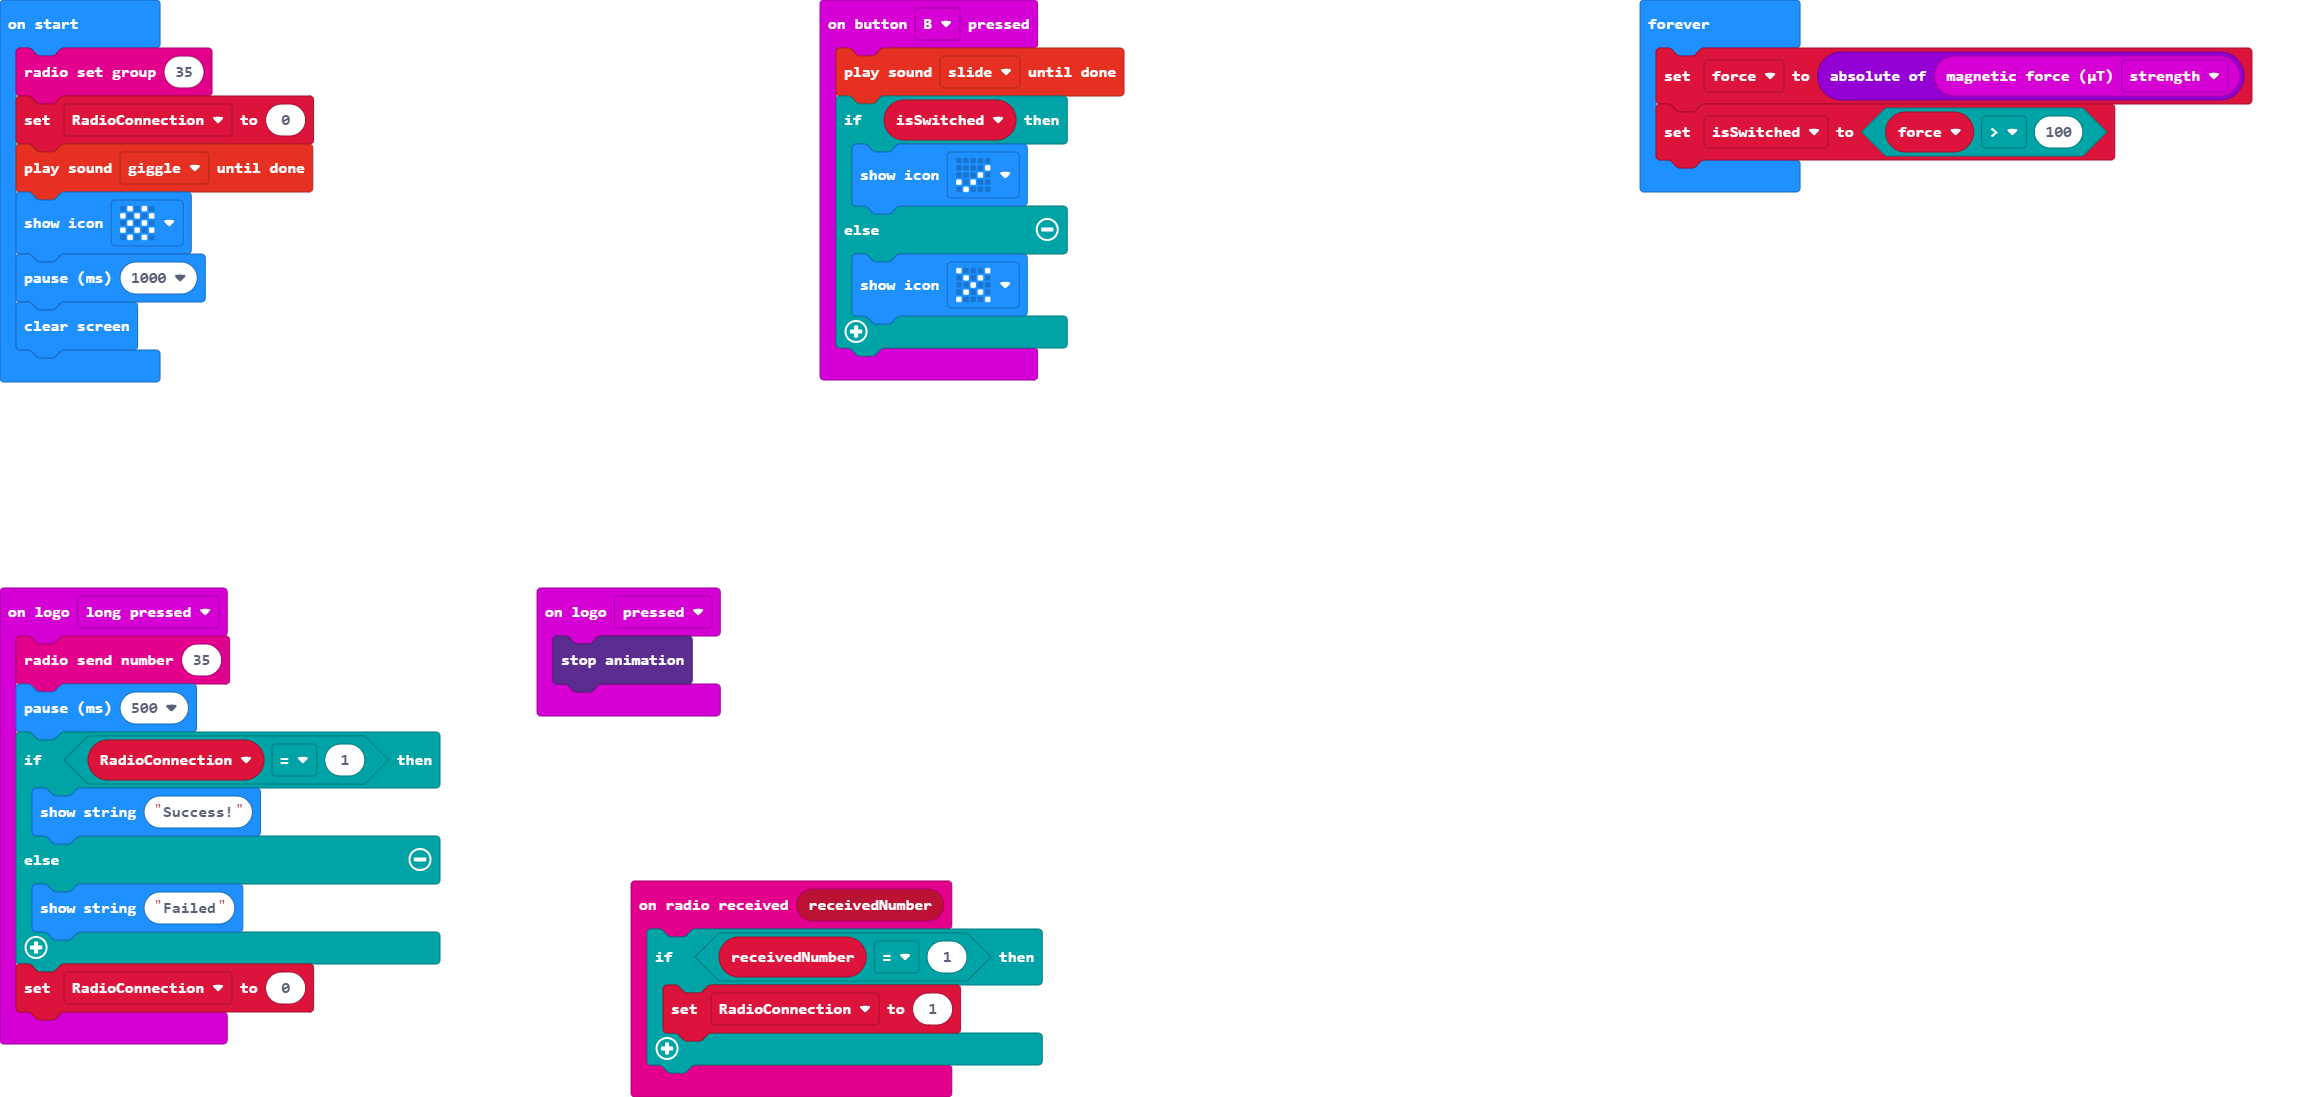 on start
radio set group 35
set RadioConnection to 0
play sound giggle until done
show icon
pause (ms) 1000
clear screen
on button B pressed
play sound slide until done
if isSwitched then
show icon
else
show icon
forever
set force to absolute of magnetic force (µT) strength
set isSwitched to force > 100
on logo long pressed
radio send number 35
pause (ms) 500
if RadioConnection = 1 then
show string "Success!"
else
show string "Failed"
set RadioConnection to 0
on logo pressed
stop animation
on radio received receivedNumber
if receivedNumber = 1 then
set RadioConnection to 1